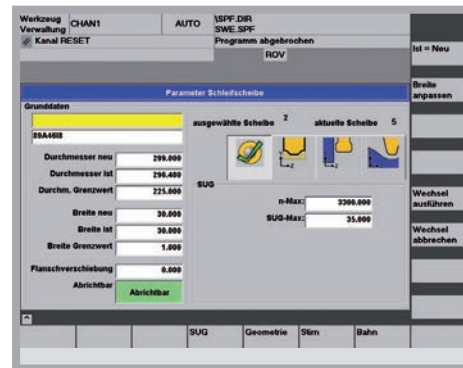 Werkzeug Verwaltung
CHAN1
AUTO
\SPF.DIR
SWE.SPF
Kanal RESET
Programm abgebrochen
ROV
Ist = Neu
Parameter Schleifscheibe
Breite anpassen
Grunddaten
ausgewählte Scheibe 2
aktuelle Scheibe 5
Durchmesser neu 299.000
Durchmesser ist 296.400
Durchm. Grenzwert 225.000
Breite neu 30.000
Breite ist 30.000
Breite Grenzwert 1.000
Flanschverschiebung 0.000
Abrichtbar Abrichtbar
SUG
n-Max: 3300.000
SUG-Max: 35.000
Wechsel ausführen
Wechsel abbrechen
SUG Geometrie Stirn Bahn